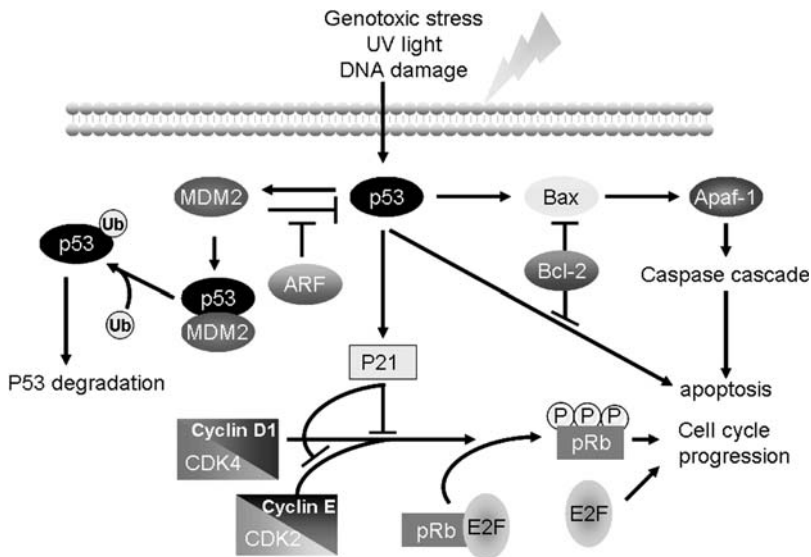 Genotoxic stress
UV light
DNA damage
MDM2
p53
Bax
Apaf-1
p53
Ub
ARF
Bcl-2
Caspase cascade
p53
MDM2
Ub
P53 degradation
P21
apoptosis
Cyclin D1
CDK4
P P P
pRb
Cell cycle
progression
Cyclin E
CDK2
pRb
E2F
E2F